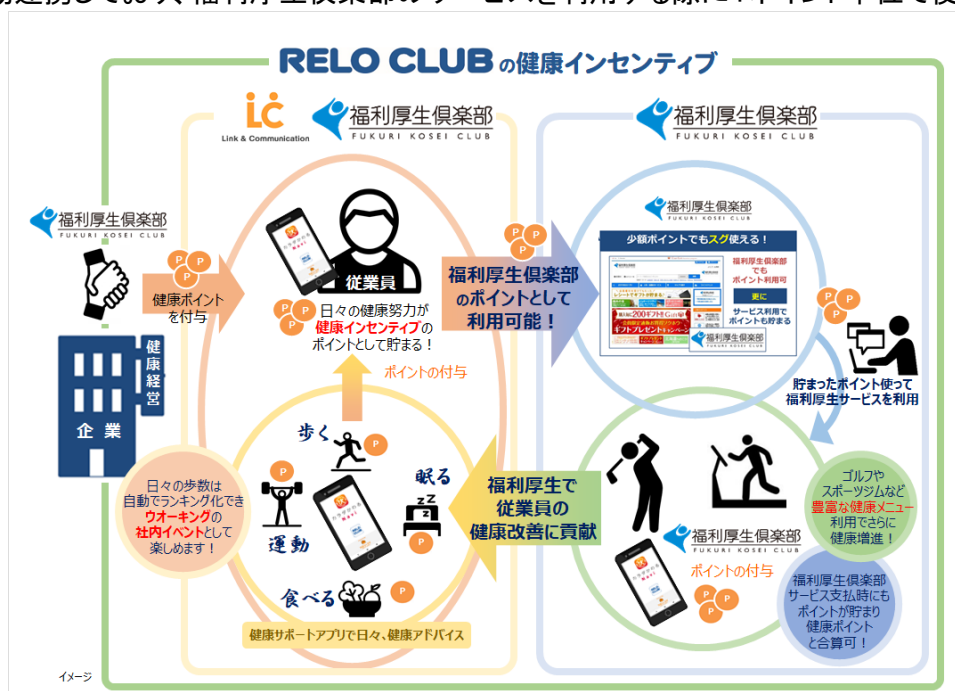 RELO CLUBの健康インセンティブ
Link & Communication
福利厚生倶楽部
FUKURI KOSEI CLUB
福利厚生倶楽部
FUKURI KOSEI CLUB
福利厚生倶楽部
FUKURI KOSEI CLUB
P
P
P
健康ポイント
を付与
健康経営
企業
従業員
P
P
P
日々の健康努力が
健康インセンティブの
ポイントとして貯まる!
ポイントの付与
P
P
P
福利厚生倶楽部
のポイントとして
利用可能!
福利厚生倶楽部
FUKURI KOSEI CLUB
少額ポイントでもスグ使える!
福利厚生倶楽部
でも
ポイント利用可
更に
サービス利用で
ポイントも貯まる
福利厚生倶楽部
P
P
P
貯まったポイント使って
福利厚生サービスを利用
歩く
P
P
運動
眠る
z z
z
P
食べる
P
健康サポートアプリで日々、健康アドバイス
日々の歩数は
自動でランキング化でき
ウオーキングの
社内イベントとして
楽しめます!
福利厚生で
従業員の
健康改善に貢献
福利厚生倶楽部
FUKURI KOSEI CLUB
ポイントの付与
P
P
P
ゴルフや
スポーツジムなど
豊富な健康メニュー
利用でさらに
健康増進!
福利厚生倶楽部
サービス支払時にも
ポイントが貯まり
健康ポイント
と合算可!
イメージ